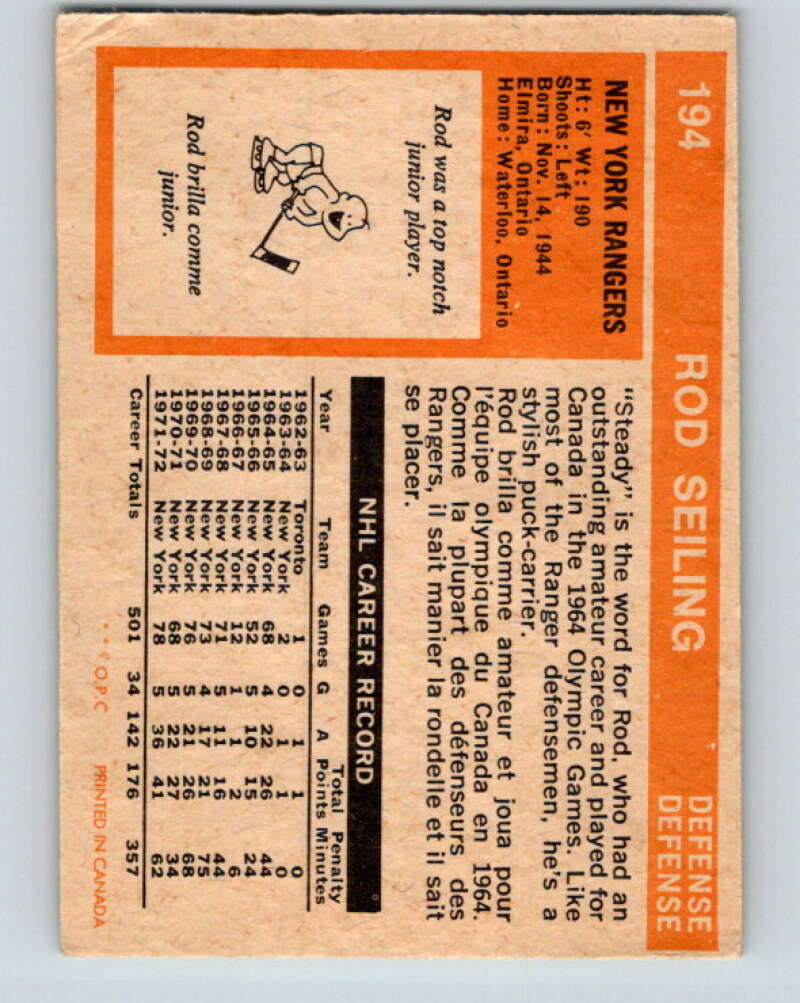 194 ROD SEILING DEFENSE
DEFENSE
NEW YORK RANGERS
Ht: 6' Wt: 190
Shoots: Left
Born: Nov. 14, 1944
Elmira, Ontario
Home: Waterloo, Ontario
Rod was a top notch
junior player.
Rod brilla comme
junior.
"Steady" is the word for Rod, who had an
outstanding amateur career and played for
Canada in the 1964 Olympic Games. Like
most of the Ranger defensemen, he's a
stylish puck-carrier.
Rod brilla comme amateur et joua pour
l'équipe olympique du Canada en 1964.
Comme la plupart des défenseurs des
Rangers, il sait manier la rondelle et il sait
se placer.
NHL CAREER RECORD
Total Penalty
Year Team Games G A Points Minutes
1962-63 Toronto 1 0 1 1 0
1963-64 New York 2 0 1 1 0
1964-65 New York 68 4 22 26 44
1965-66 New York 52 5 10 15 24
1966-67 New York 12 1 1 2 6
1967-68 New York 71 5 11 16 44
1968-69 New York 73 4 17 21 75
1969-70 New York 76 5 21 26 68
1970-71 New York 68 5 22 27 34
1971-72 New York 78 5 36 41 62
Career Totals 501 34 142 176 357
* * © O.P.C PRINTED IN CANADA